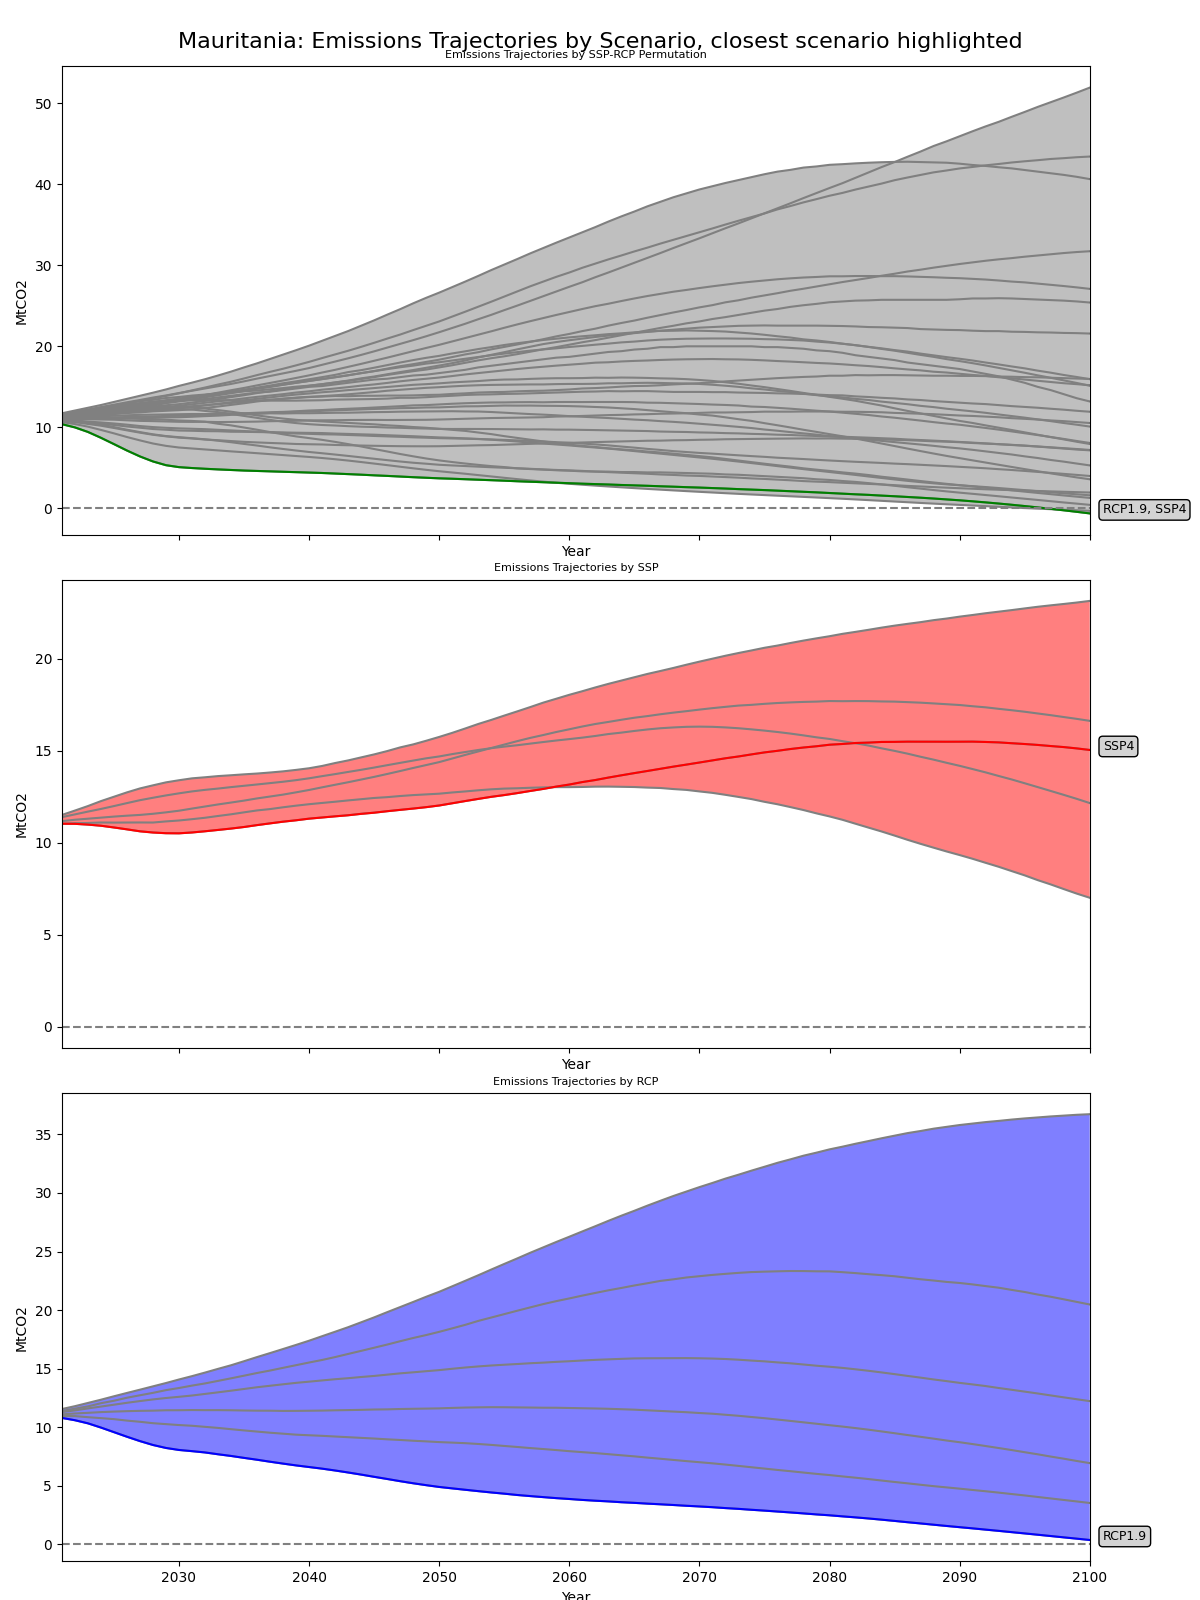 Mauritania: Emissions Trajectories by Scenario, closest scenario highlighted
Emissions Trajectories by SSP-RCP Permutation
50
40
30
20
10
0
MtCO2
RCP1.9, SSP4
Year
Emissions Trajectories by SSP
20
15
10
5
0
MtCO2
SSP4
Year
Emissions Trajectories by RCP
35
30
25
20
15
10
5
0
MtCO2
RCP1.9
2030 2040 2050 2060 2070 2080 2090 2100
Year